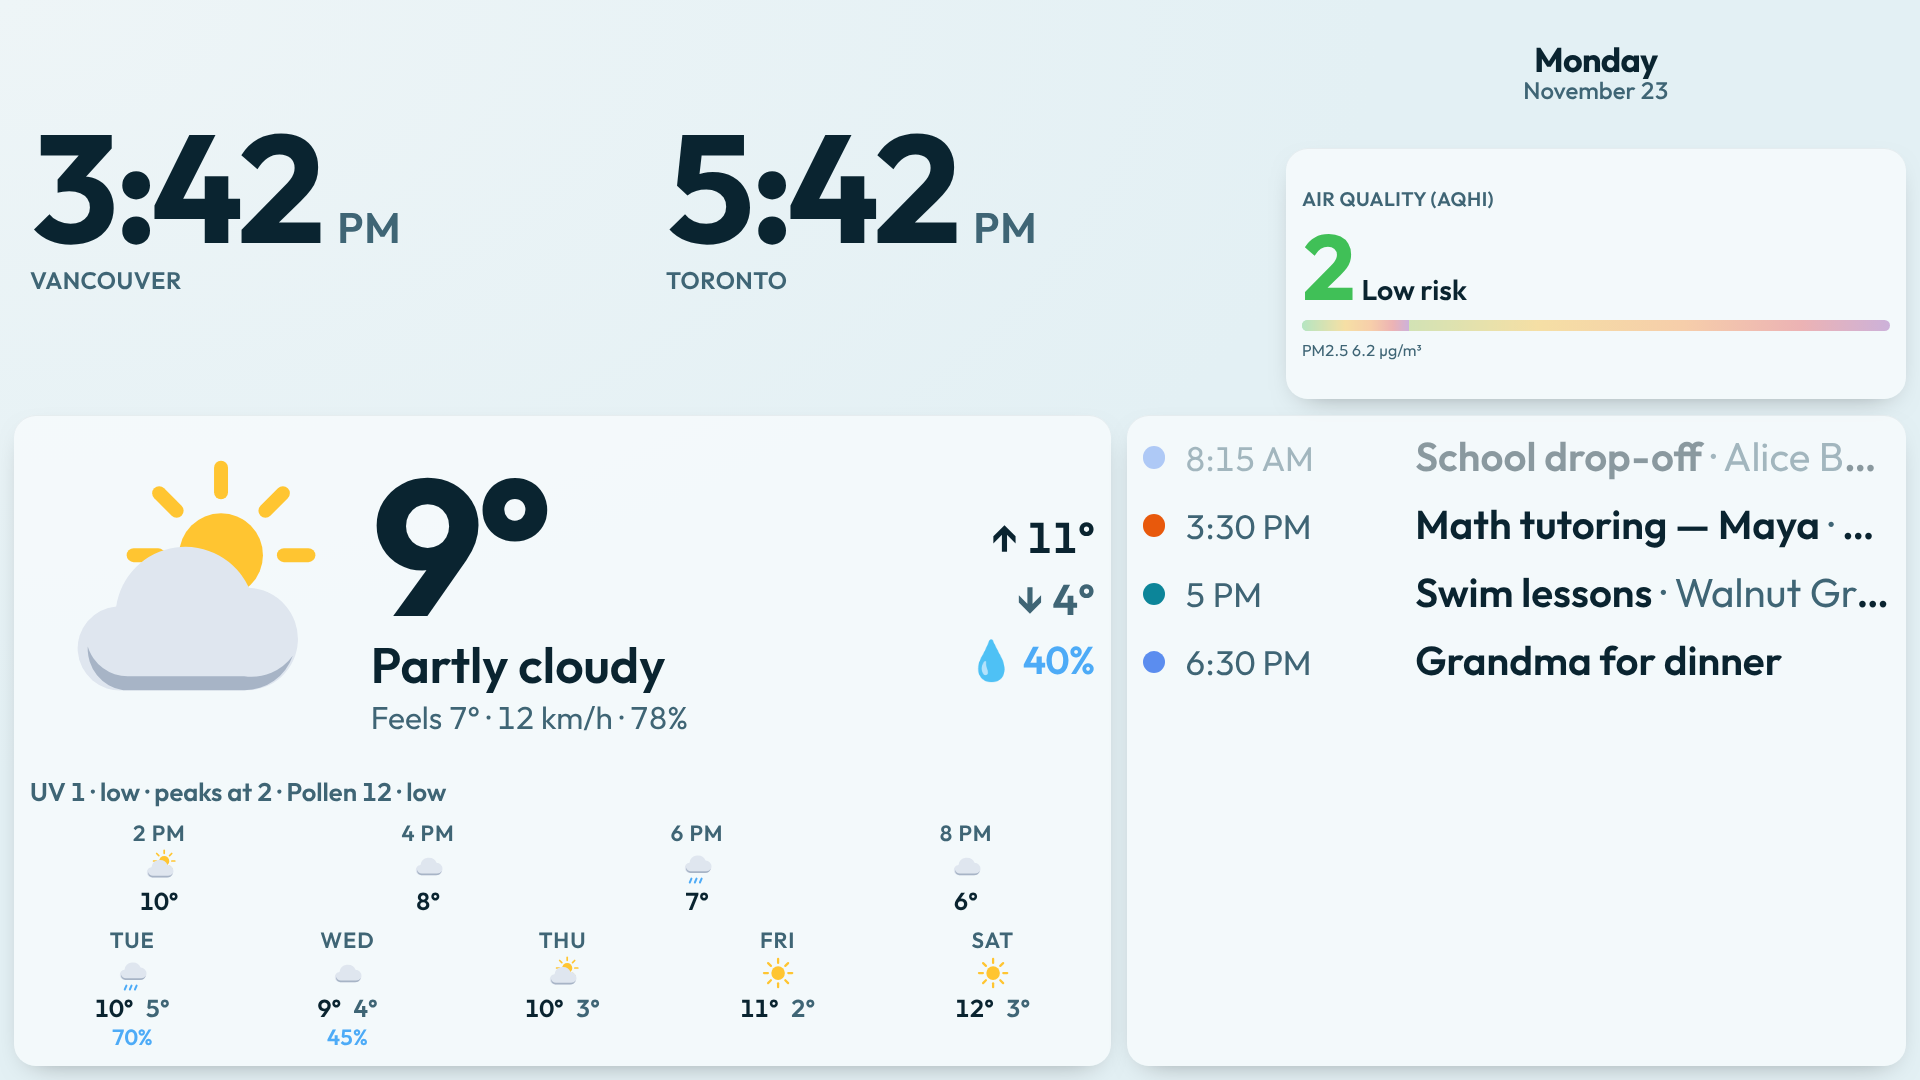 Monday
November 23
3:42 PM
VANCOUVER
5:42 PM
TORONTO
AIR QUALITY (AQHI)
2 Low risk
PM2.5 6.2 µg/m³
9°
Partly cloudy
Feels 7° · 12 km/h · 78%
↑ 11°
↓ 4°
40%
UV 1 · low · peaks at 2 · Pollen 12 · low
2 PM 4 PM 6 PM 8 PM
10° 8° 7° 6°
TUE WED THU FRI SAT
10° 5° 9° 4° 10° 3° 11° 2° 12° 3°
70% 45%
8:15 AM School drop-off · Alice B...
3:30 PM Math tutoring — Maya · ...
5 PM Swim lessons · Walnut Gr...
6:30 PM Grandma for dinner